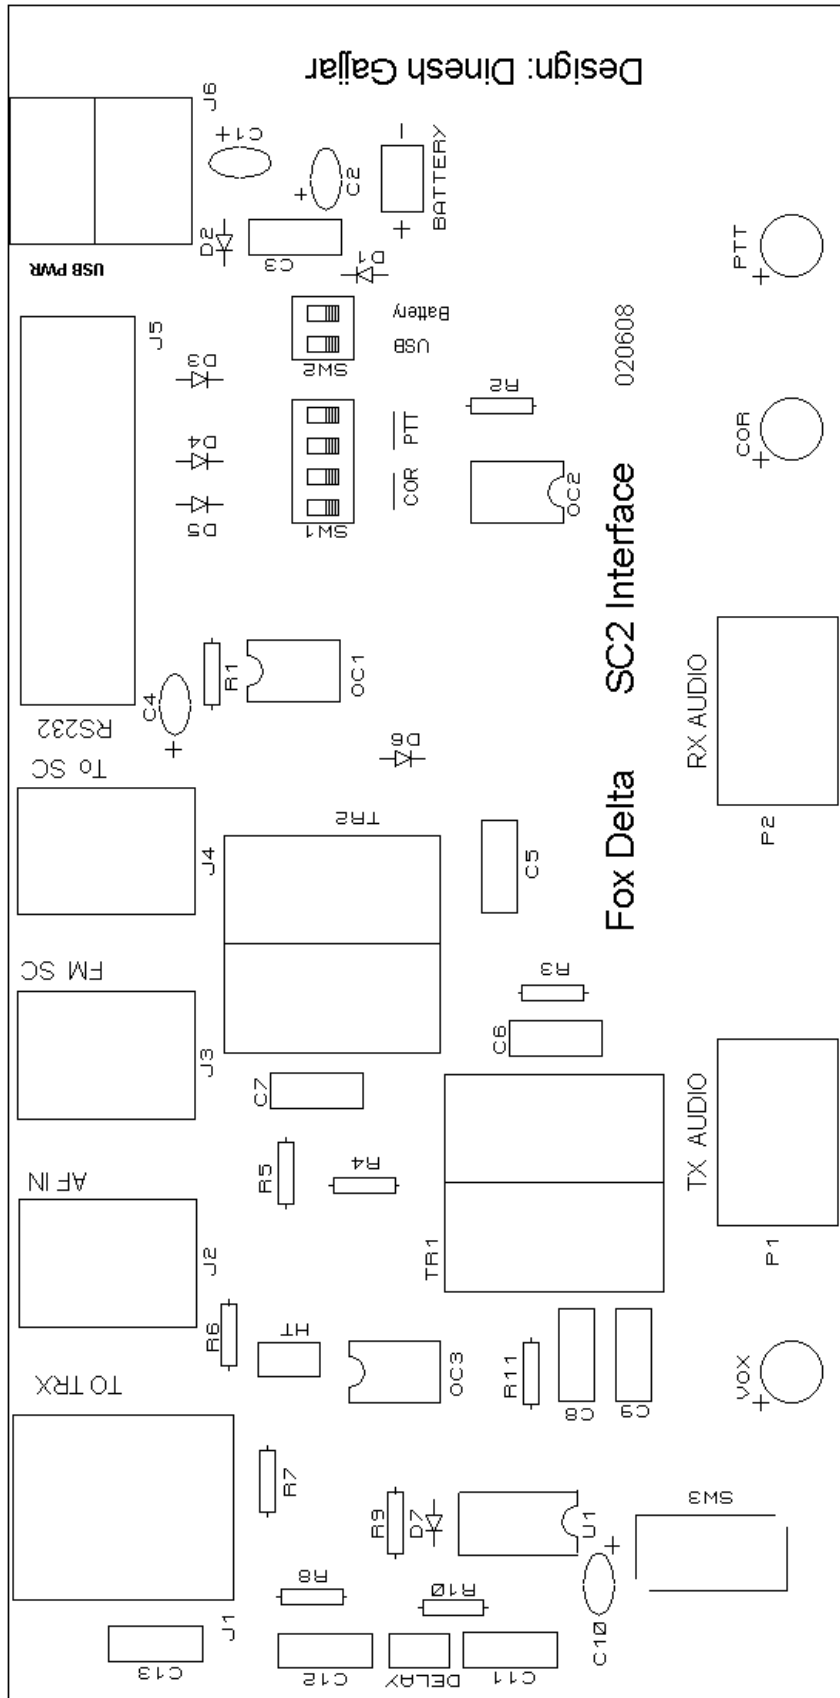 Design: Dinesh Gajjar
J6
C1
+
C2
+
-
BATTERY
+
D2
C3
D1
USB PWR
PTT
+
J5
Battery
USB
SW2
D3
R2
020608
COR
+
D4
PTT
COR
SW1
OC2
D5
SC2 Interface
R1
OC1
C4
+
RS232
D6
RX AUDIO
P2
To SC
J4
TR2
C5
Fox Delta
FM SC
R3
C6
J3
C7
TX AUDIO
P1
AF IN
R5
R4
J2
TR1
R6
HT
OC3
R11
C8
C9
VOX
+
TO TRX
R7
R9
D7
U1
SW3
+
J1
R8
R10
C10
C13
C12
DELAY
C11